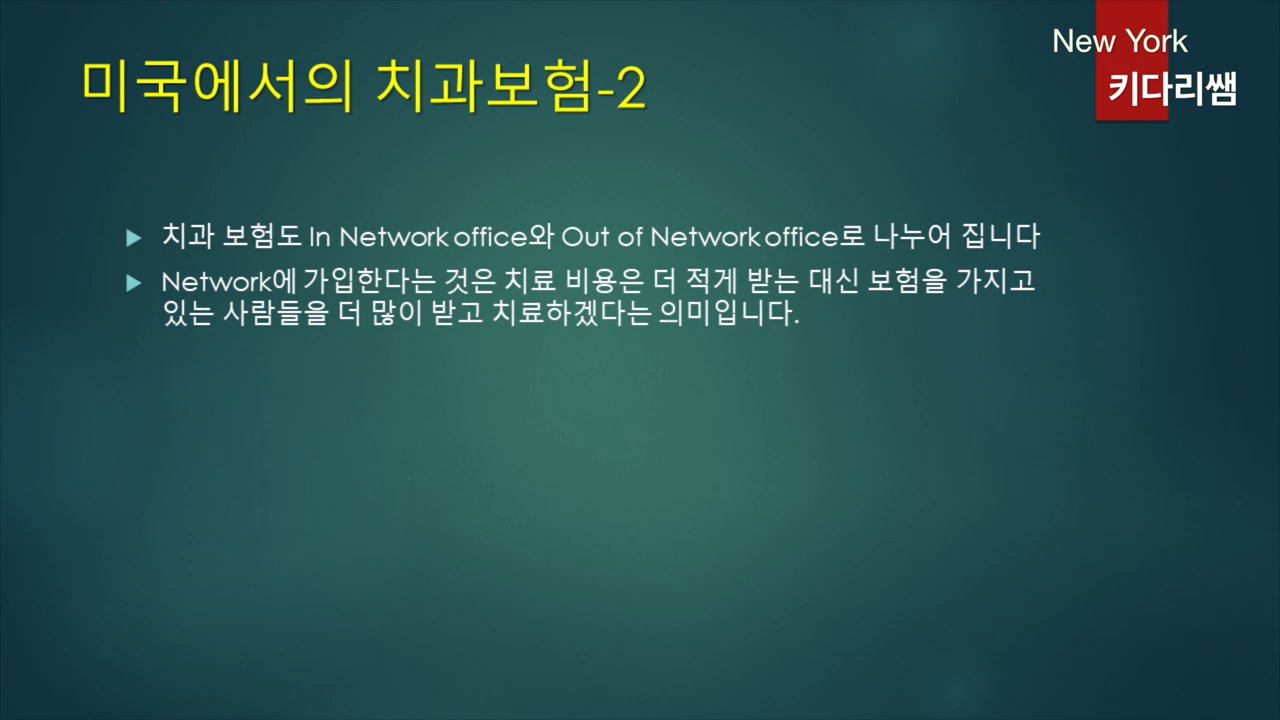 New York
키다리쌤
미국에서의 치과보험-2
치과 보험도 In Network office와 Out of Network office로 나누어 집니다
Network에 가입한다는 것은 치료 비용은 더 적게 받는 대신 보험을 가지고
있는 사람들을 더 많이 받고 치료하겠다는 의미입니다.